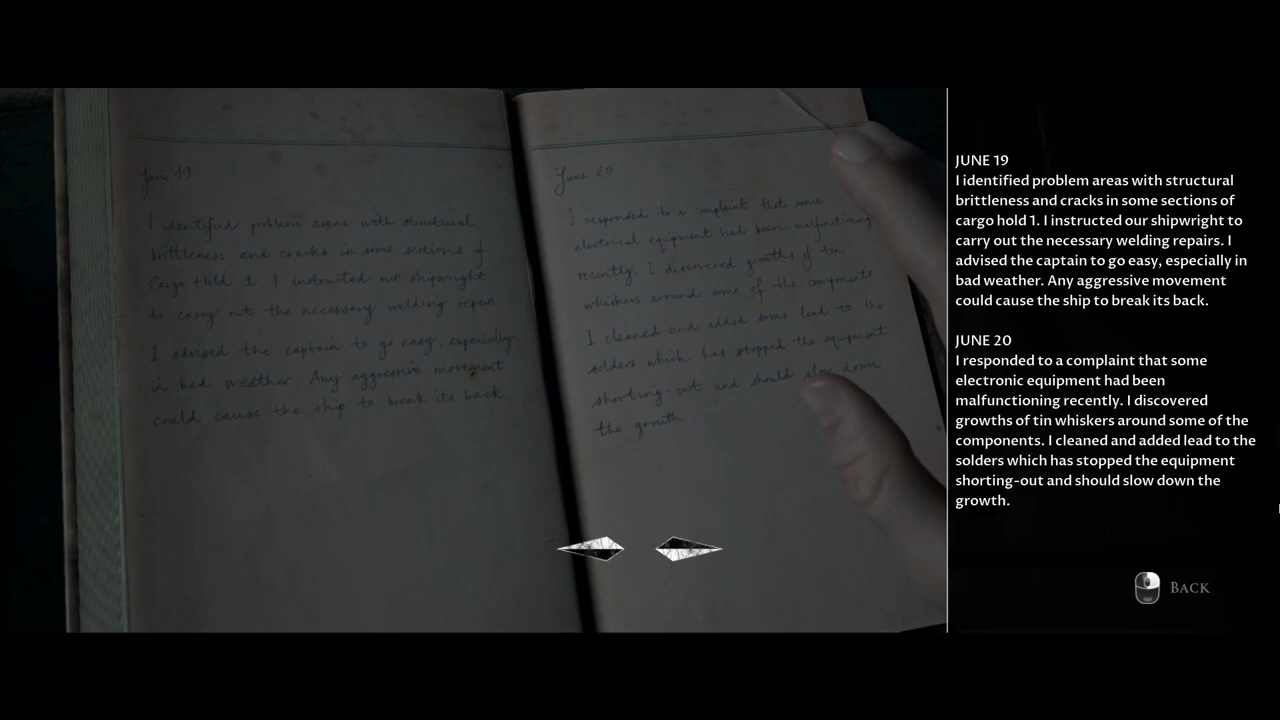 June 19
I identified problem areas with structural
brittleness and cracks in some sections of
Cargo Hold 1. I instructed our shipwright
to carry out the necessary welding repairs
I advised the captain to go easy, especially
in bad weather. Any aggressive movement
could cause the ship to break its back.
June 20
I responded to a complaint that some
electrical equipment had been malfunctioning
recently. I discovered growths of tin
whiskers around some of the components
I cleaned and added some lead to the
solders which has stopped the equipment
shorting-out and should slow down
the growth
JUNE 19
I identified problem areas with structural
brittleness and cracks in some sections of
cargo hold 1. I instructed our shipwright to
carry out the necessary welding repairs. I
advised the captain to go easy, especially in
bad weather. Any aggressive movement
could cause the ship to break its back.
JUNE 20
I responded to a complaint that some
electronic equipment had been
malfunctioning recently. I discovered
growths of tin whiskers around some of the
components. I cleaned and added lead to the
solders which has stopped the equipment
shorting-out and should slow down the
growth.
BACK